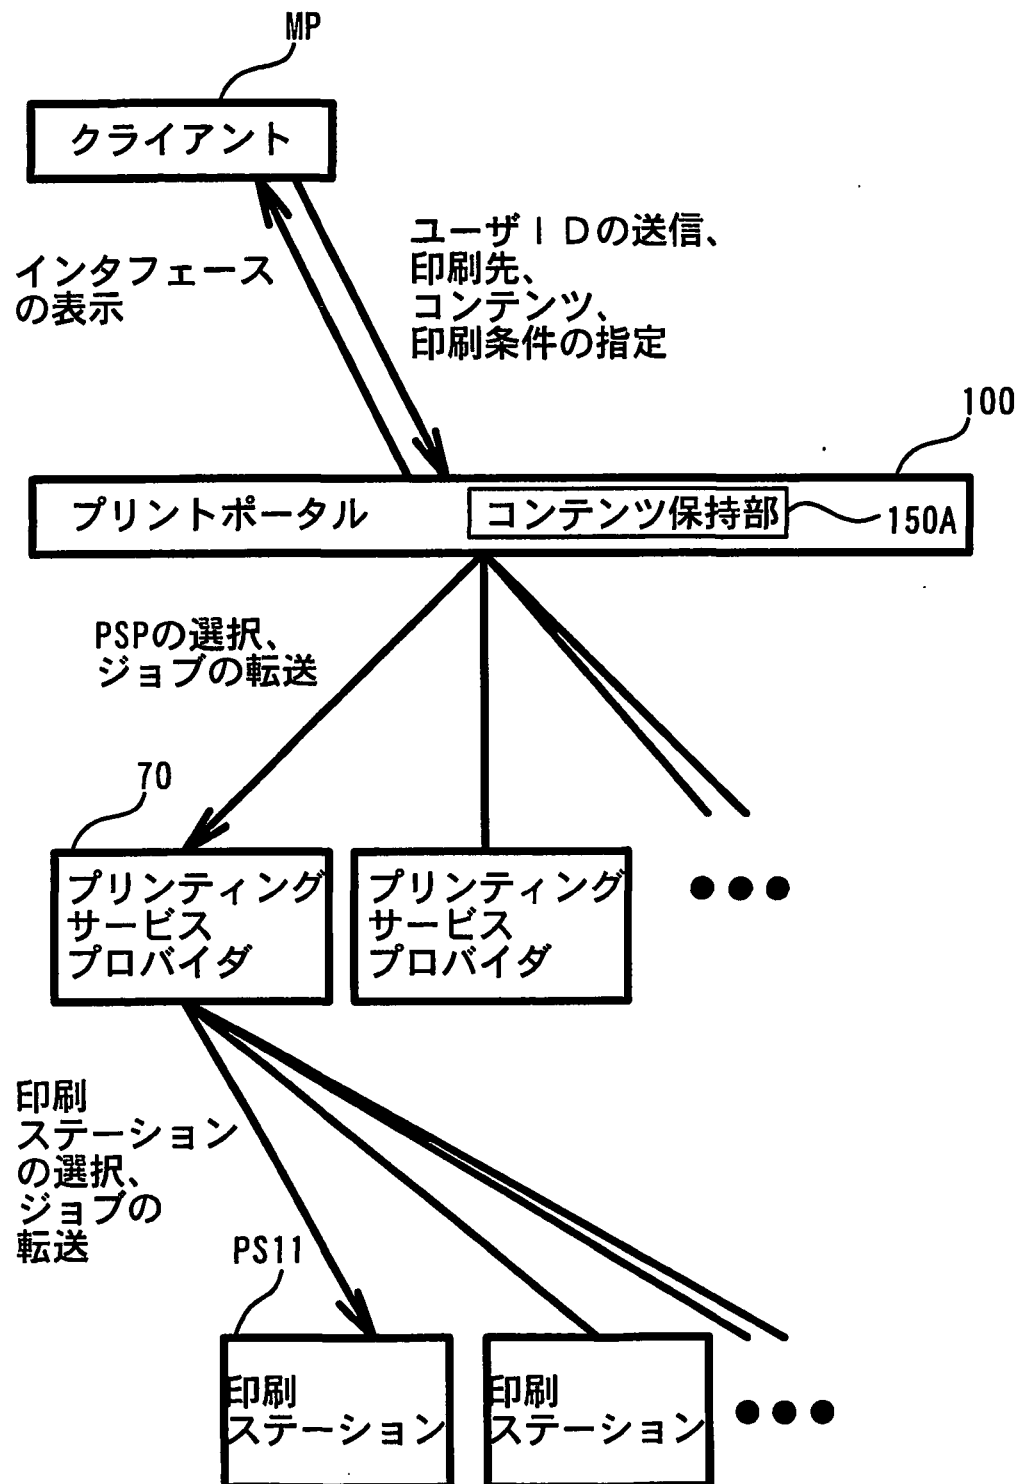 MP
クライアント
インタフェース
の表示
ユーザＩＤの送信、
印刷先、
コンテンツ、
印刷条件の指定
100
プリントポータル
コンテンツ保持部
150A
PSPの選択、
ジョブの転送
70
プリンティング
サービス
プロバイダ
プリンティング
サービス
プロバイダ
●●●
印刷
ステーション
の選択、
ジョブの
転送
PS11
印刷
ステーション
印刷
ステーション
●●●